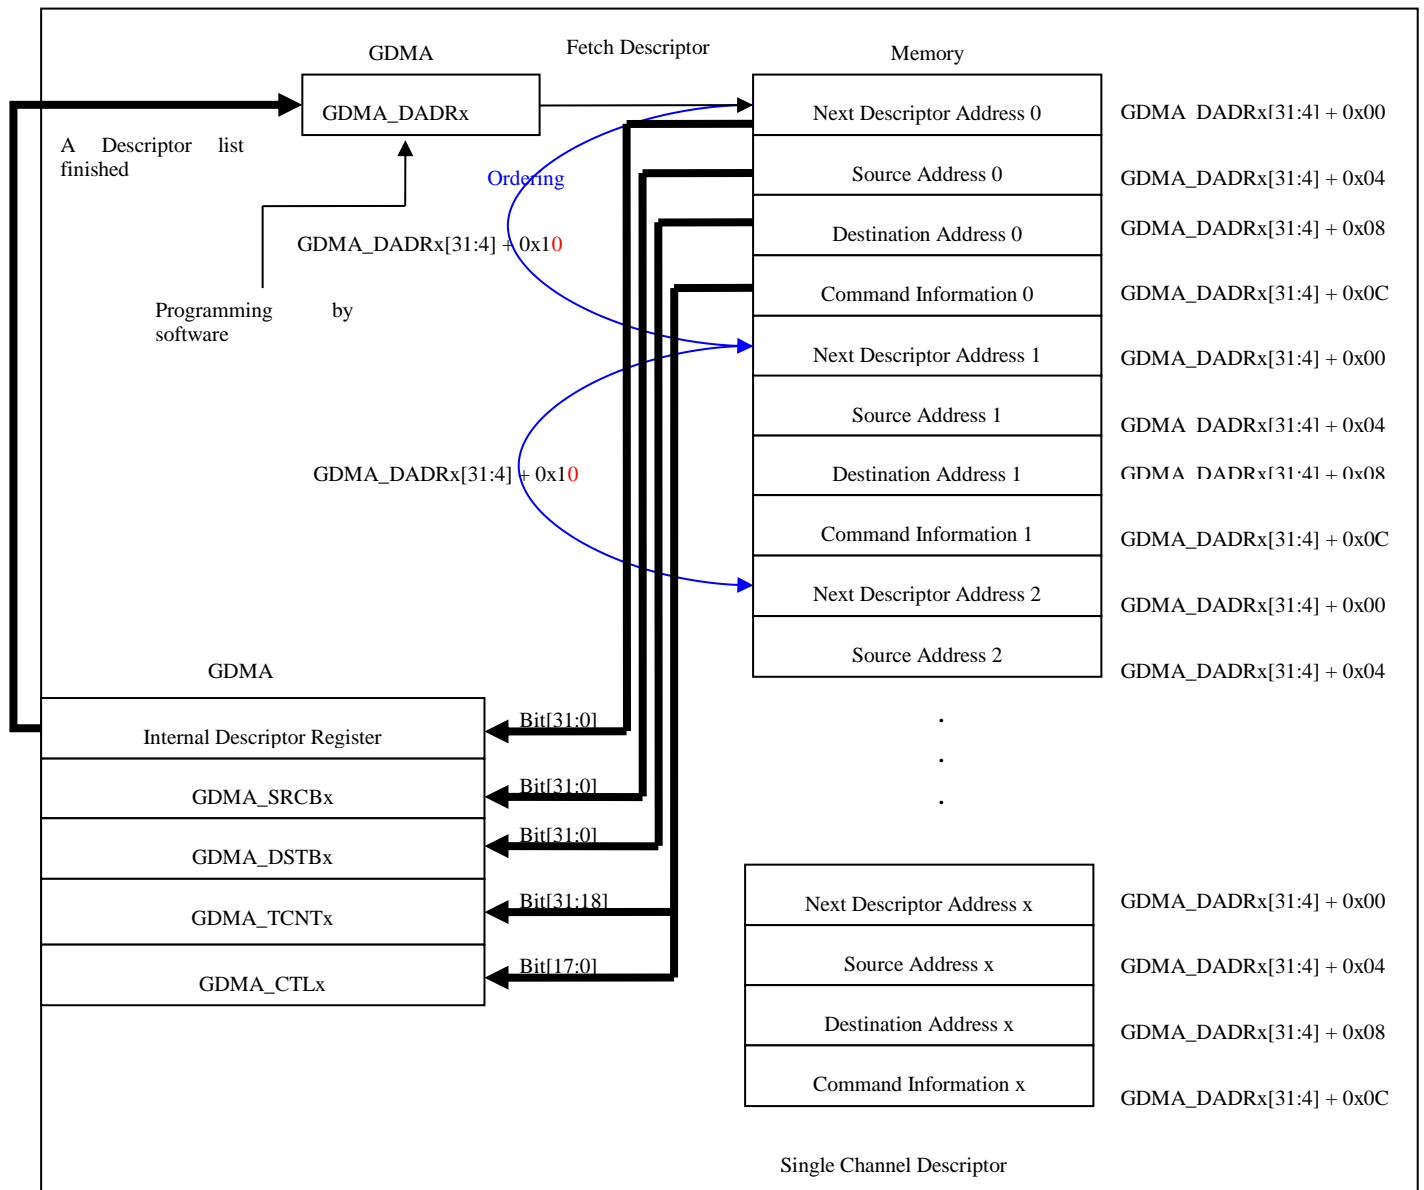 GDMA
Fetch Descriptor
Memory
GDMA_DADRx
Next Descriptor Address 0
GDMA_DADRx[31:4] + 0x00
A Descriptor list
finished
Ordering
Source Address 0
GDMA_DADRx[31:4] + 0x04
GDMA_DADRx[31:4] + 0x10
Destination Address 0
GDMA_DADRx[31:4] + 0x08
Programming by
software
Command Information 0
GDMA_DADRx[31:4] + 0x0C
Next Descriptor Address 1
GDMA_DADRx[31:4] + 0x00
Source Address 1
GDMA_DADRx[31:4] + 0x04
GDMA_DADRx[31:4] + 0x10
Destination Address 1
GDMA_DADRx[31:4] + 0x08
Command Information 1
GDMA_DADRx[31:4] + 0x0C
Next Descriptor Address 2
GDMA_DADRx[31:4] + 0x00
Source Address 2
GDMA_DADRx[31:4] + 0x04
GDMA
Internal Descriptor Register
Bit[31:0]
GDMA_SRCBx
Bit[31:0]
GDMA_DSTBx
Bit[31:0]
GDMA_TCNTx
Bit[31:18]
GDMA_CTLx
Bit[17:0]
.
.
.
Next Descriptor Address x
GDMA_DADRx[31:4] + 0x00
Source Address x
GDMA_DADRx[31:4] + 0x04
Destination Address x
GDMA_DADRx[31:4] + 0x08
Command Information x
GDMA_DADRx[31:4] + 0x0C
Single Channel Descriptor